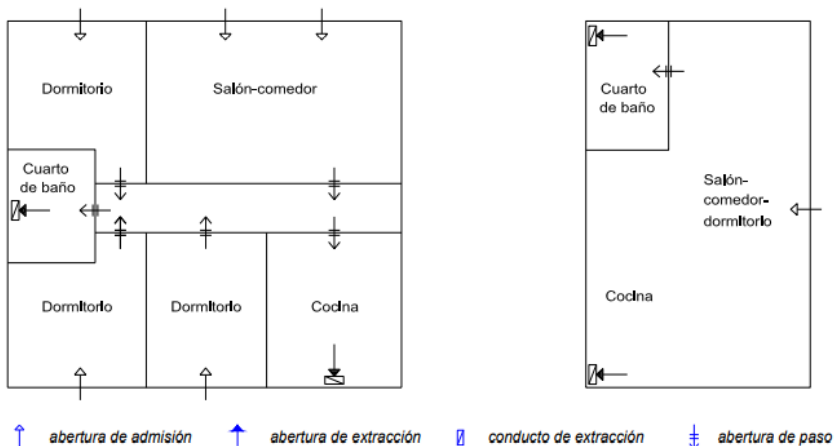 Dormitorio
Salón-comedor
Cuarto
de baño
Dormitorio
Dormitorio
Cocina
Cuarto
de baño
Salón-
comedor-
dormitorio
Cocina
abertura de admisión
abertura de extracción
conducto de extracción
abertura de paso